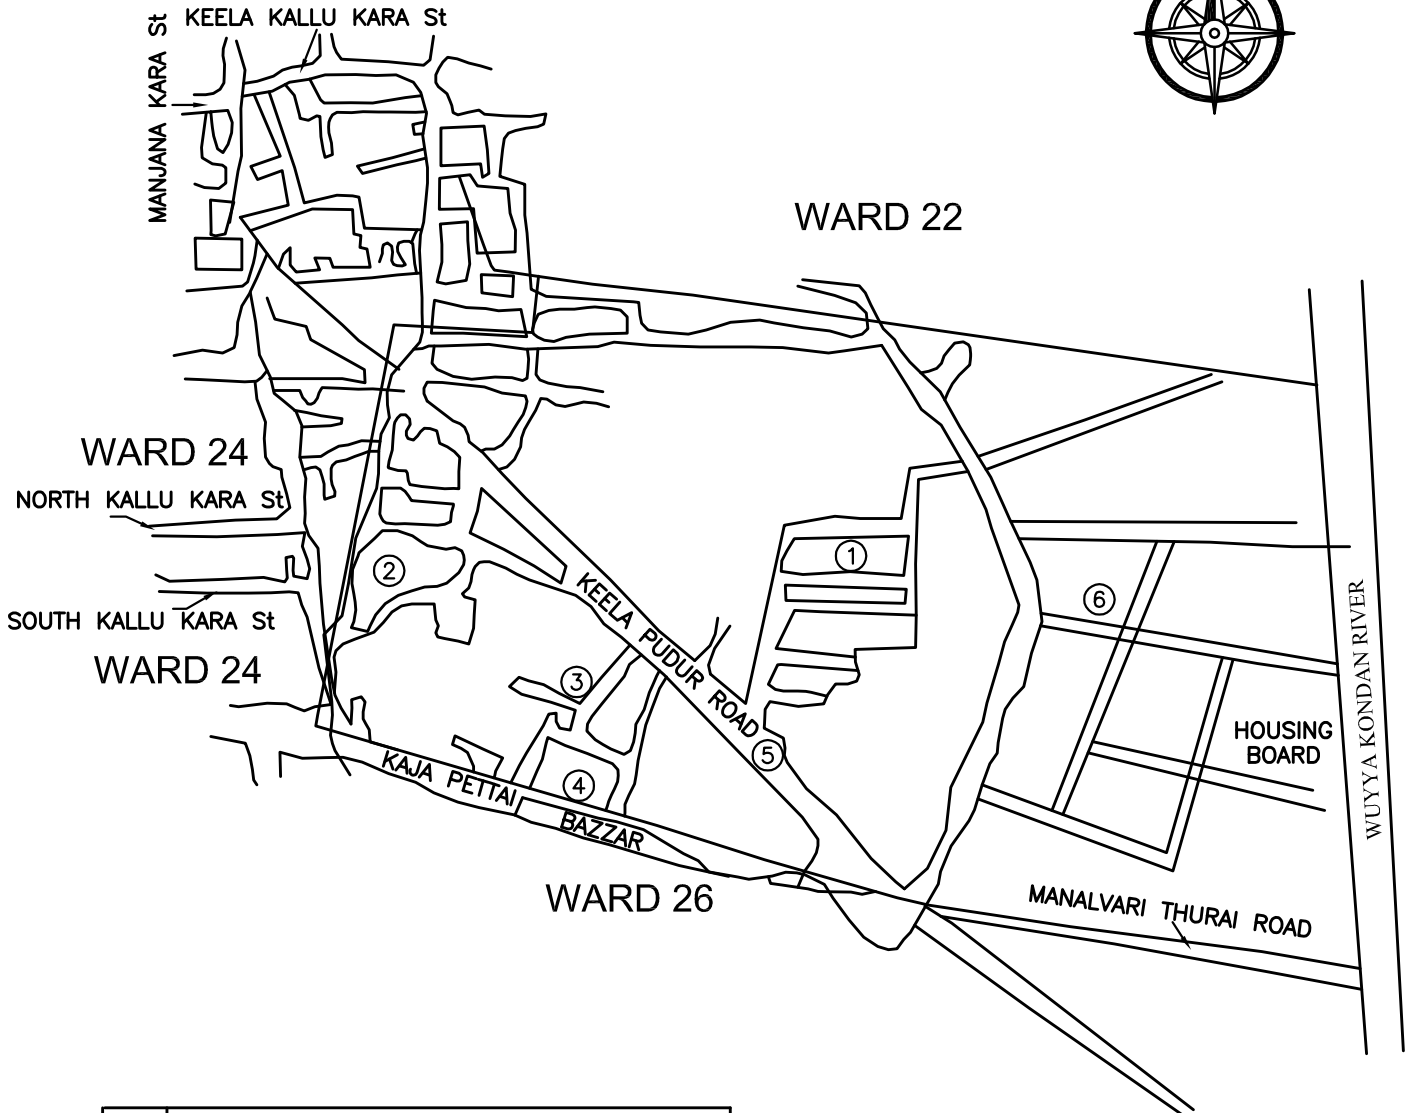 KEELA KALLU KARA St
MANJANA KARA St
WARD 22
WARD 24
NORTH KALLU KARA St
1
2
6
SOUTH KALLU KARA St
WARD 24
KEELA PUDUR ROAD
3
5
4
HOUSING
BOARD
WUYYA KONDAN RIVER
KAJA PETTAI
BAZZAR
WARD 26
MANALVARI THURAI ROAD